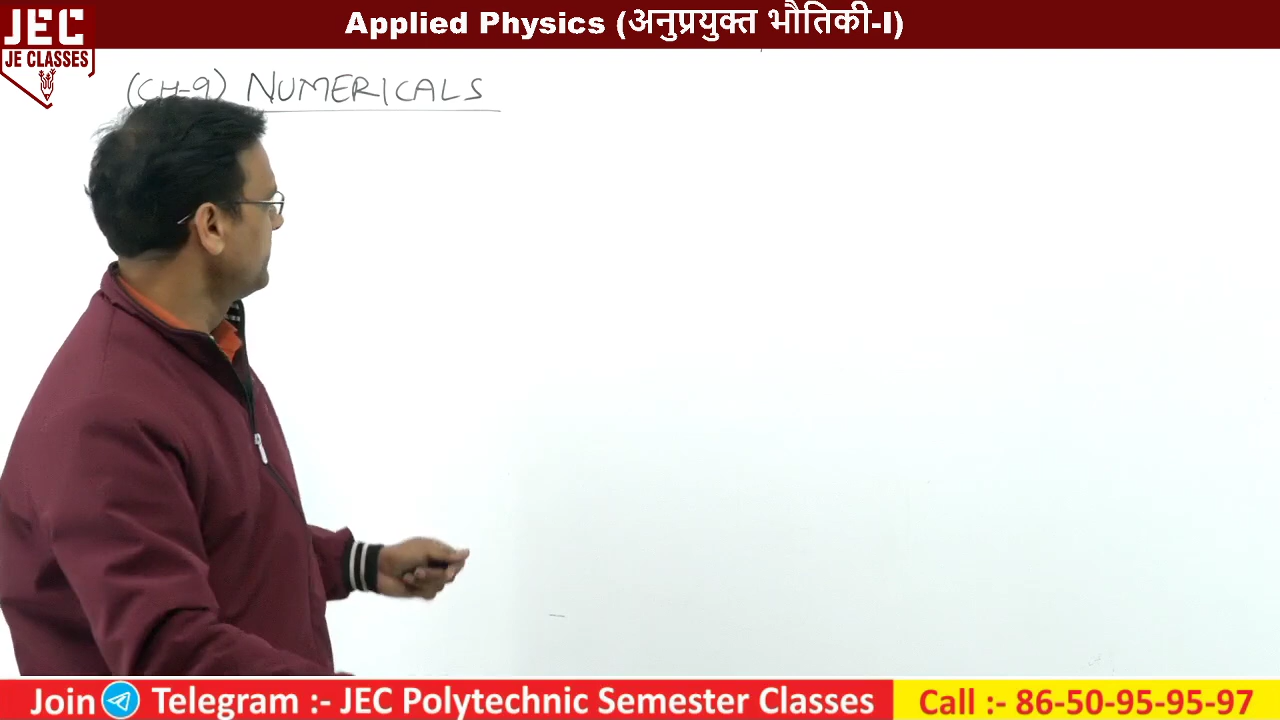 JEC
JE CLASSES
Applied Physics (अनुप्रयुक्त भौतिकी-I)
(CH-9) NUMERICALS
Join Telegram :- JEC Polytechnic Semester Classes
Call :- 86-50-95-95-97